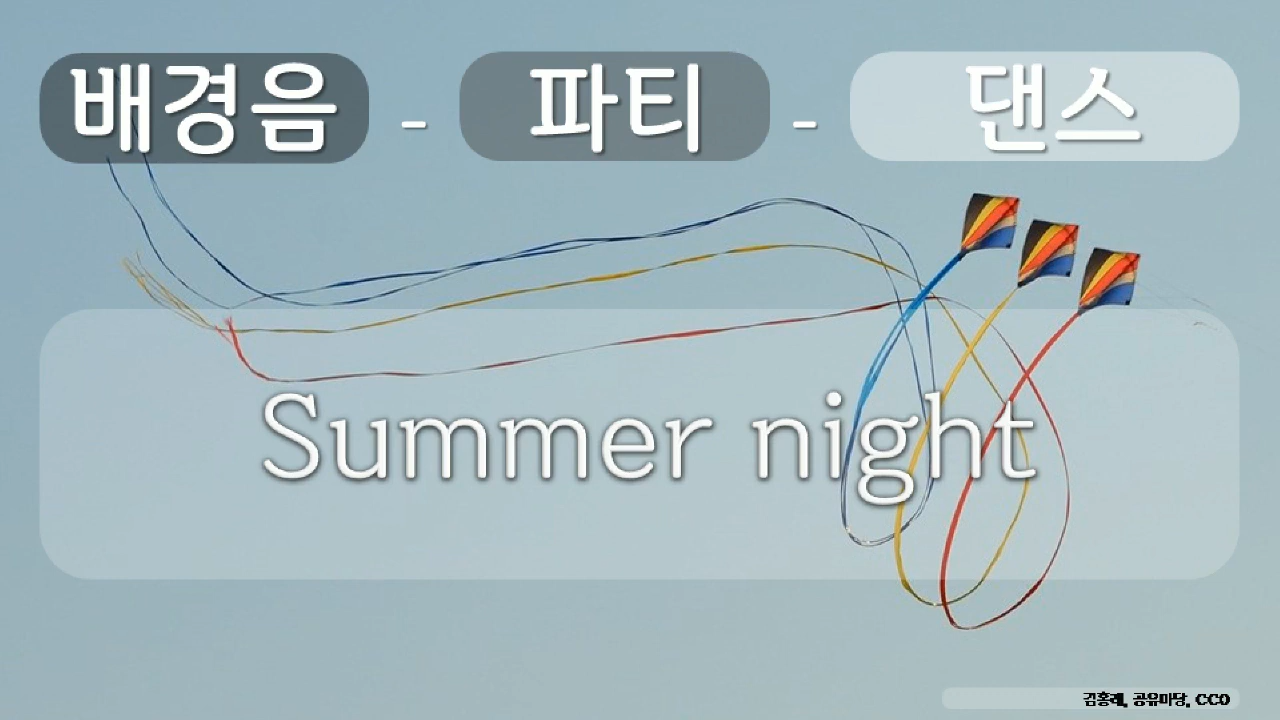 배경음 - 파티 - 댄스
Summer night
김홍래, 공유마당, CC0